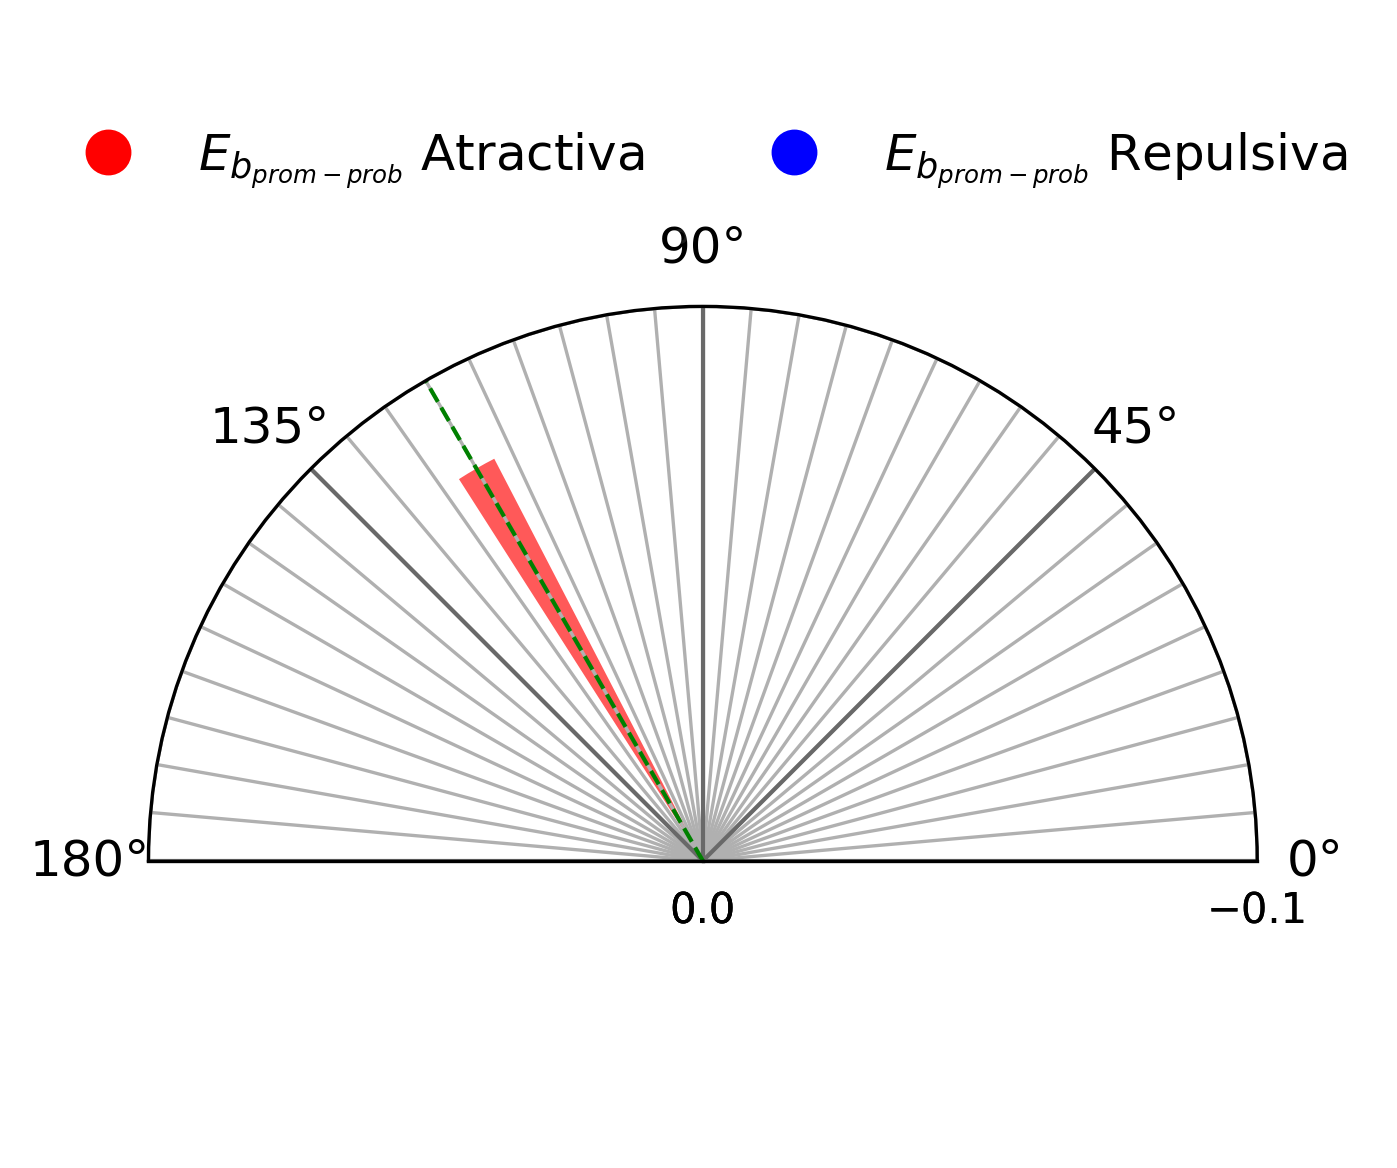 E_{b_{prom-prob}} Atractiva E_{b_{prom-prob}} Repulsiva
90°
135° 45°
180° 0°
0.0 −0.1